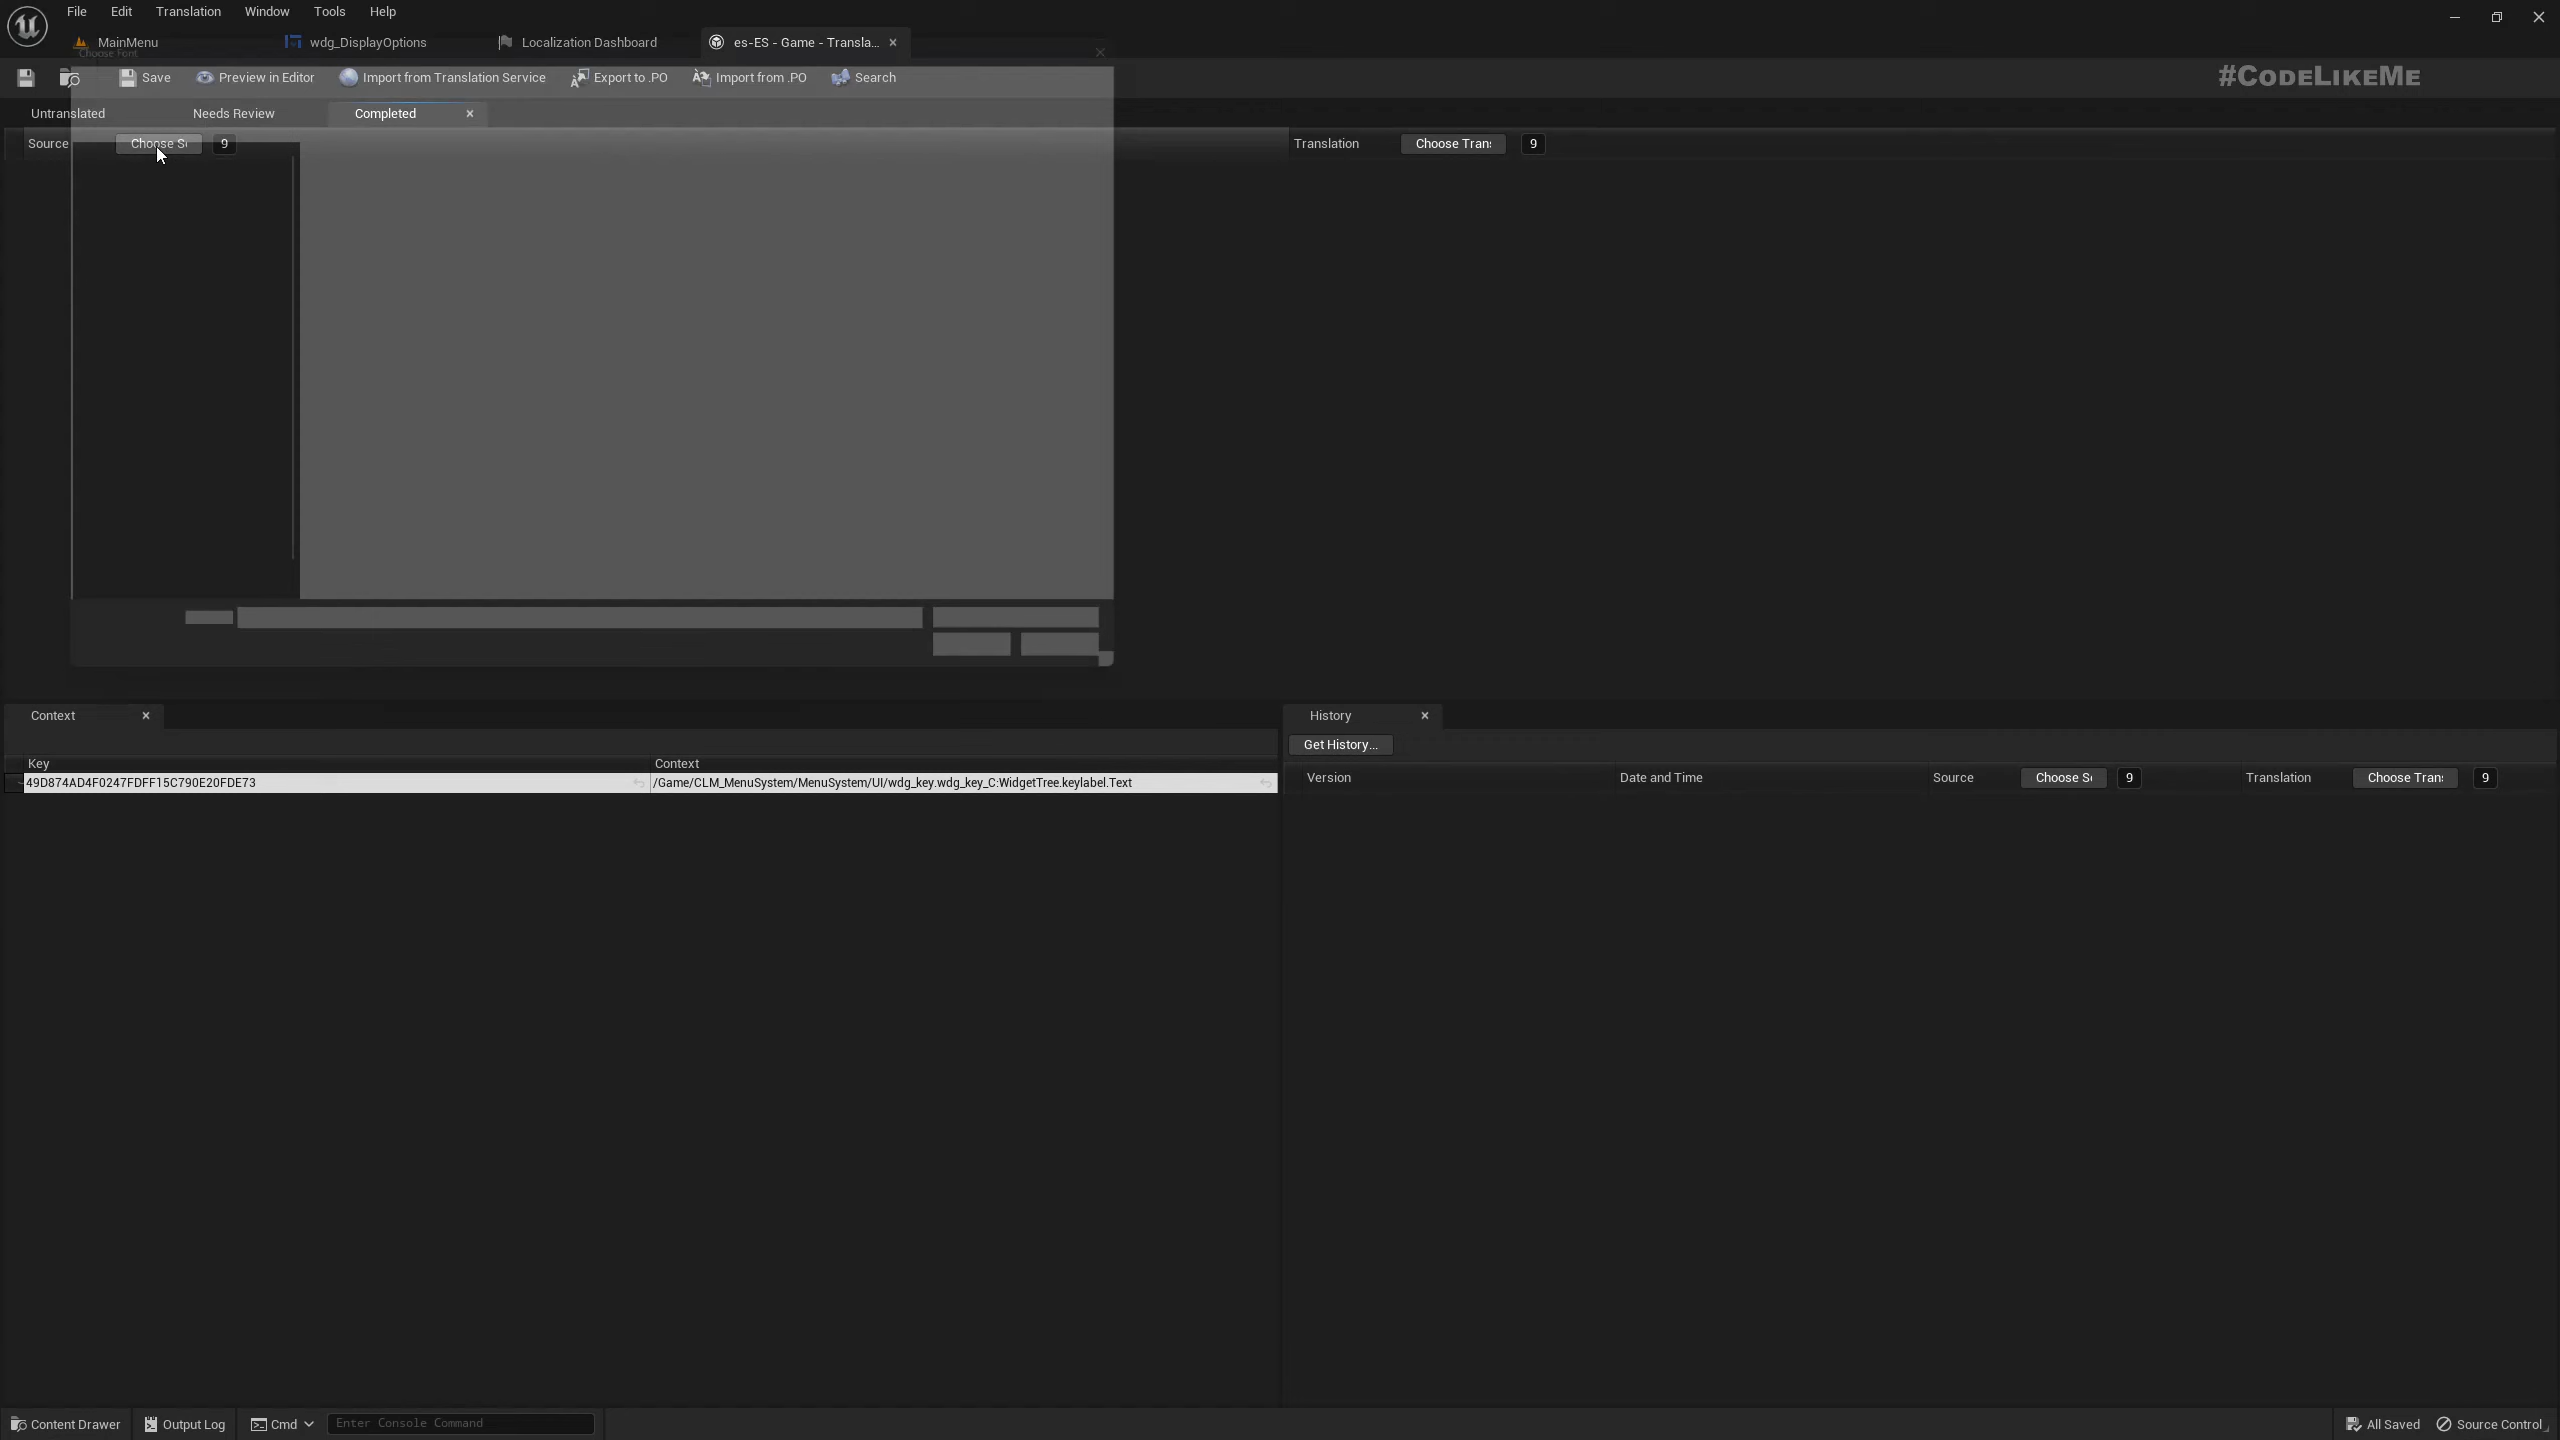 File Edit Translation Window Tools Help
MainMenu wdg_DisplayOptions Localization Dashboard es-ES - Game - Transla...
Choose Font
Save Preview in Editor Import from Translation Service Export to .PO Import from .PO Search
#CodeLikeMe
Untranslated Needs Review Completed
Source Choose S 9 Translation Choose Tran 9
Context History
Get History...
Key Context
Version Date and Time Source Choose S 9 Translation Choose Tran 9
49D874AD4F0247FDFF15C790E20FDE73 /Game/CLM_MenuSystem/MenuSystem/UI/wdg_key.wdg_key_C:WidgetTree.keylabel.Text
Content Drawer Output Log Cmd Enter Console Command All Saved Source Control